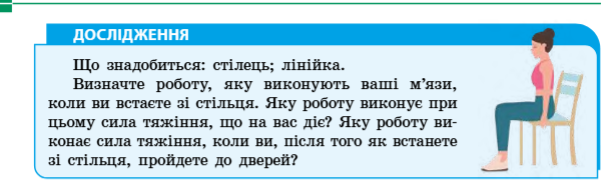 ДОСЛІДЖЕННЯ
Що знадобиться: стілець; лінійка.
Визначте роботу, яку виконують ваші м’язи,
коли ви встаєте зі стільця. Яку роботу виконує при
цьому сила тяжіння, що на вас діє? Яку роботу ви-
конає сила тяжіння, коли ви, після того як встанете
зі стільця, пройдете до дверей?